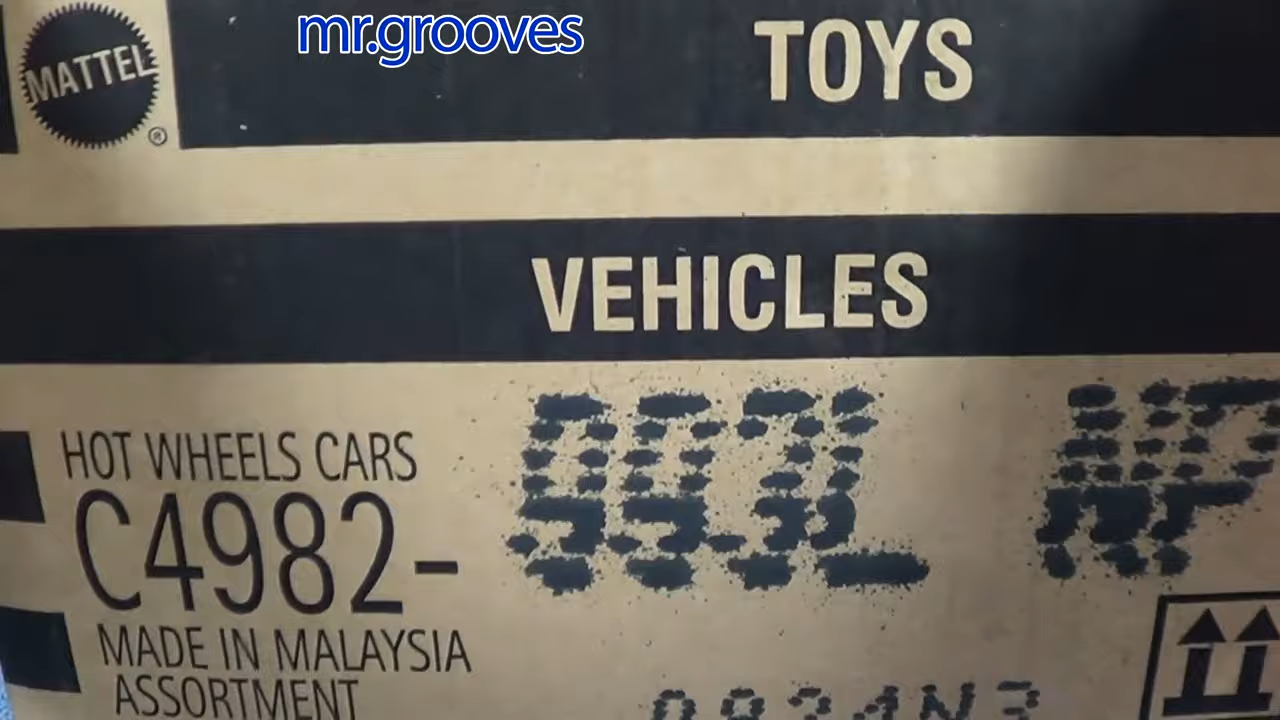 mr.grooves
MATTEL
®
TOYS
VEHICLES
HOT WHEELS CARS
C4982-
MADE IN MALAYSIA
ASSORTMENT